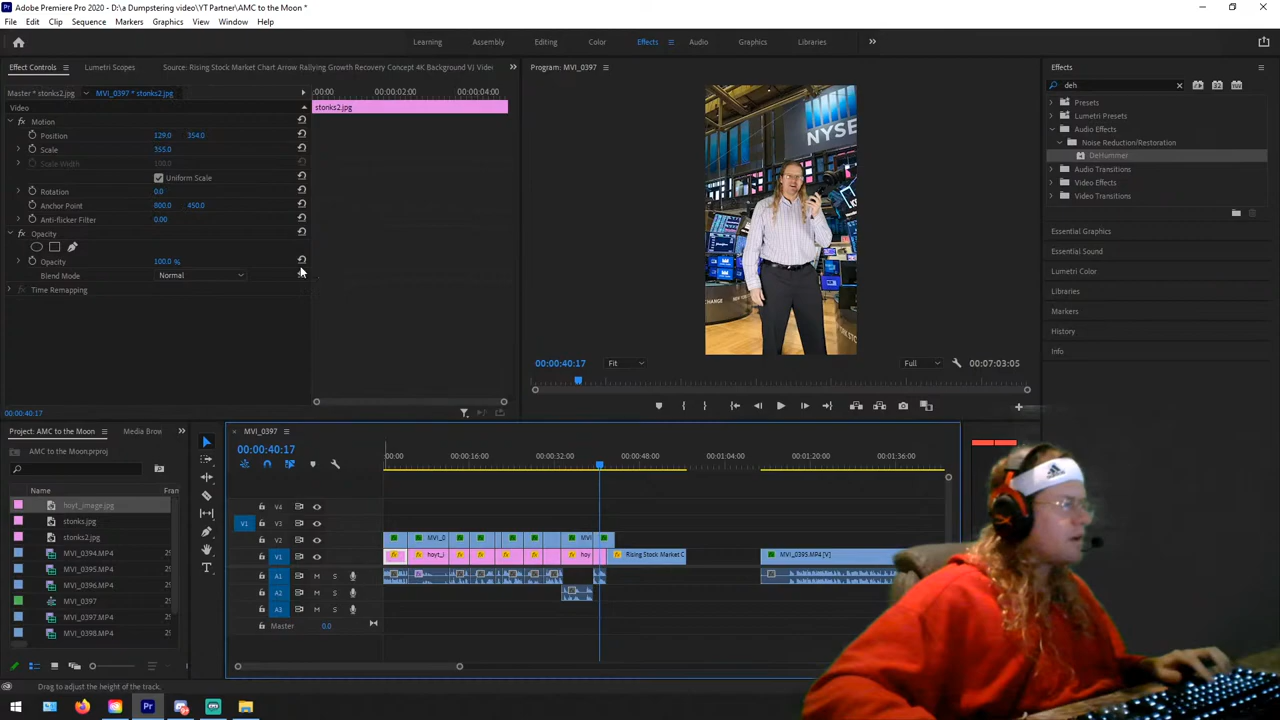 Adobe Premiere Pro 2020 - D:\a Dumpstering video\YT Partner\AMC to the Moon *
File Edit Clip Sequence Markers Graphics View Window Help
Learning Assembly Editing Color Effects Audio Graphics Libraries
Effect Controls Lumetri Scopes Source: Rising Stock Market Chart Arrow Rallying Growth Recovery Concept 4K Background VJ Video
Master * stonks2.jpg MVI_0397 * stonks2.jpg :00:00 00:00:02:00 00:00:04:00
Video stonks2.jpg
Motion
Position 129.0 354.0
Scale 355.0
Scale Width 100.0
Uniform Scale
Rotation 0.0
Anchor Point 600.0 450.0
Anti-flicker Filter 0.00
Opacity
Opacity 100.0 %
Blend Mode Normal
Time Remapping
00:00:40:17
Program: MVI_0397
NYSE
00:00:40:17 Fit Full 00:07:03:05
Effects
deh
Presets
Lumetri Presets
Audio Effects
Noise Reduction/Restoration
DeHummer
Audio Transitions
Video Effects
Video Transitions
Essential Graphics
Essential Sound
Lumetri Color
Libraries
Markers
History
Info
Project: AMC to the Moon Media Brow
AMC to the Moon.prproj
Name Fran
hoyt_image.jpg
stonks.jpg
stonks2.jpg
MVI_0394.MP4
MVI_0395.MP4
MVI_0396.MP4
MVI_0397
MVI_0397.MP4
MVI_0398.MP4
MVI_0397
00:00:40:17
:00:00 00:00:16:00 00:00:32:00 00:00:48:00 00:01:04:00 00:01:20:00 00:01:36:00
V4
V1 V3
V2 MVI_0 MVI
V1 hoyt_i hoy Rising Stock Market C MVI_0395.MP4 [V]
A1 M S
A2 M S
A3 M S
Master 0.0
Drag to adjust the height of the track.